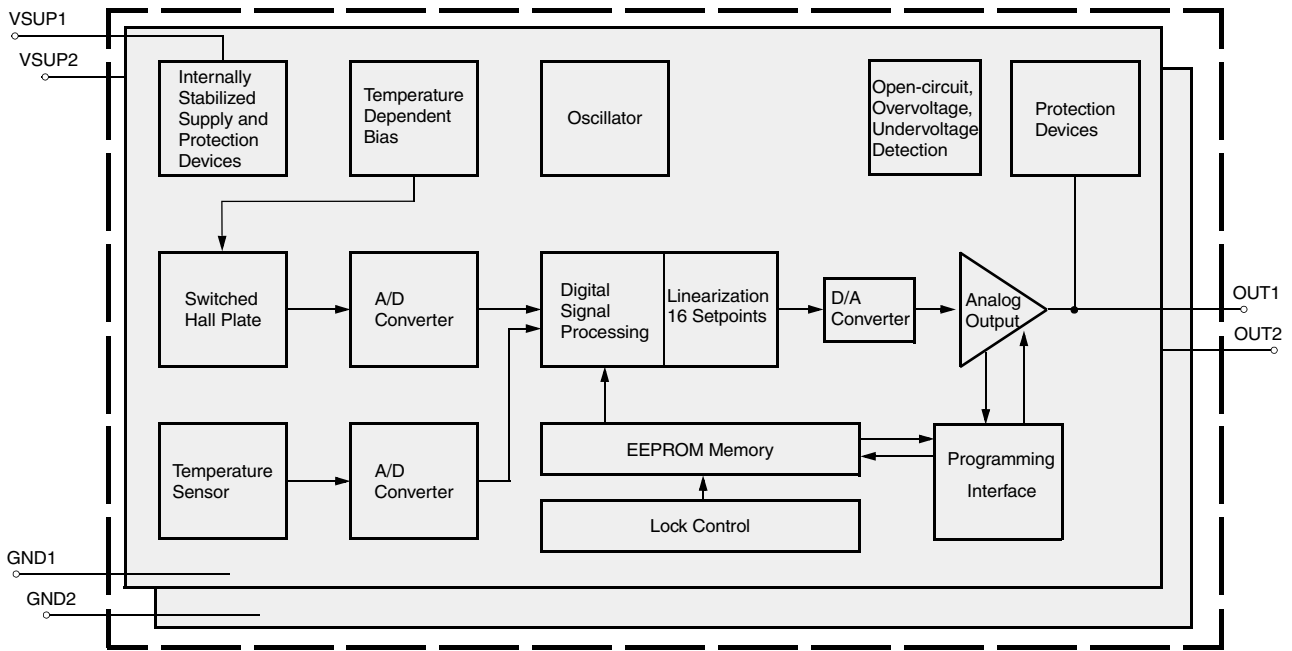 VSUP1
VSUP2
Internally
Stabilized
Supply and
Protection
Devices
Temperature
Dependent
Bias
Oscillator
Open-circuit,
Overvoltage,
Undervoltage
Detection
Protection
Devices
Switched
Hall Plate
A/D
Converter
Digital
Signal
Processing
Linearization
16 Setpoints
D/A
Converter
Analog
Output
OUT1
OUT2
Temperature
Sensor
A/D
Converter
EEPROM Memory
Lock Control
Programming
Interface
GND1
GND2